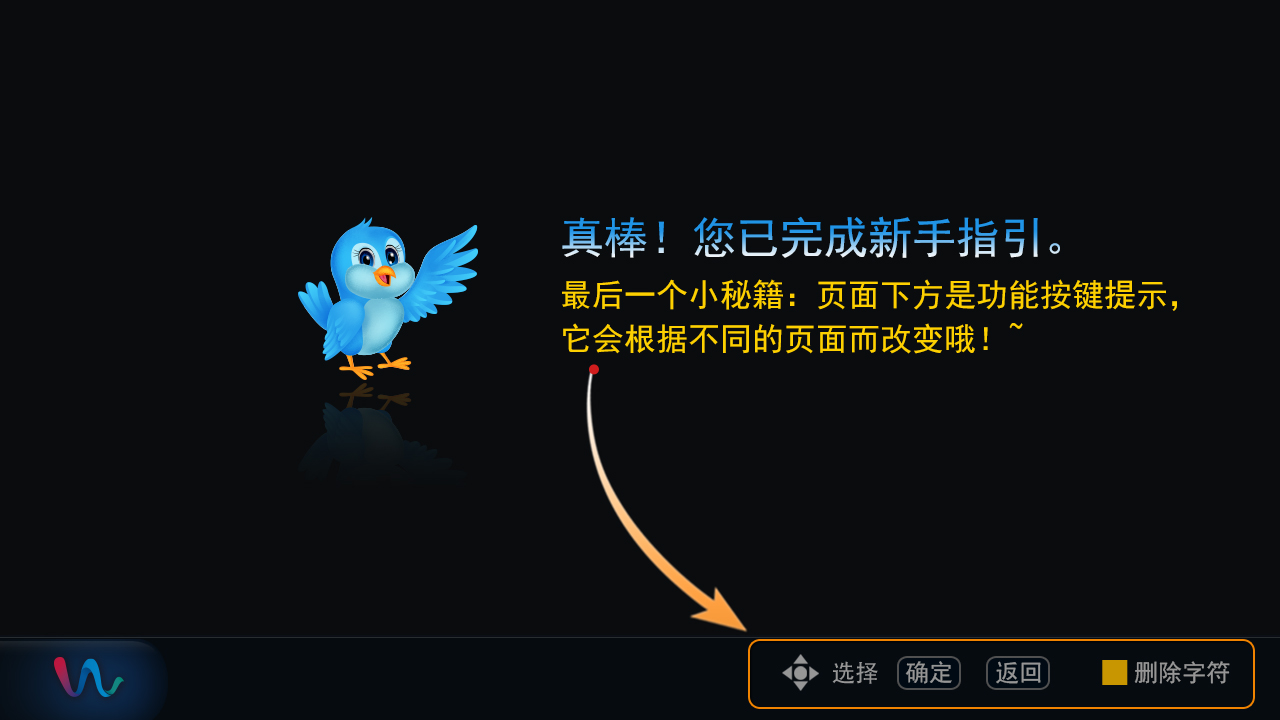 真棒！您已完成新手指引。
最后一个小秘籍：页面下方是功能按键提示，
它会根据不同的页面而改变哦！~
选择 确定 返回 删除字符